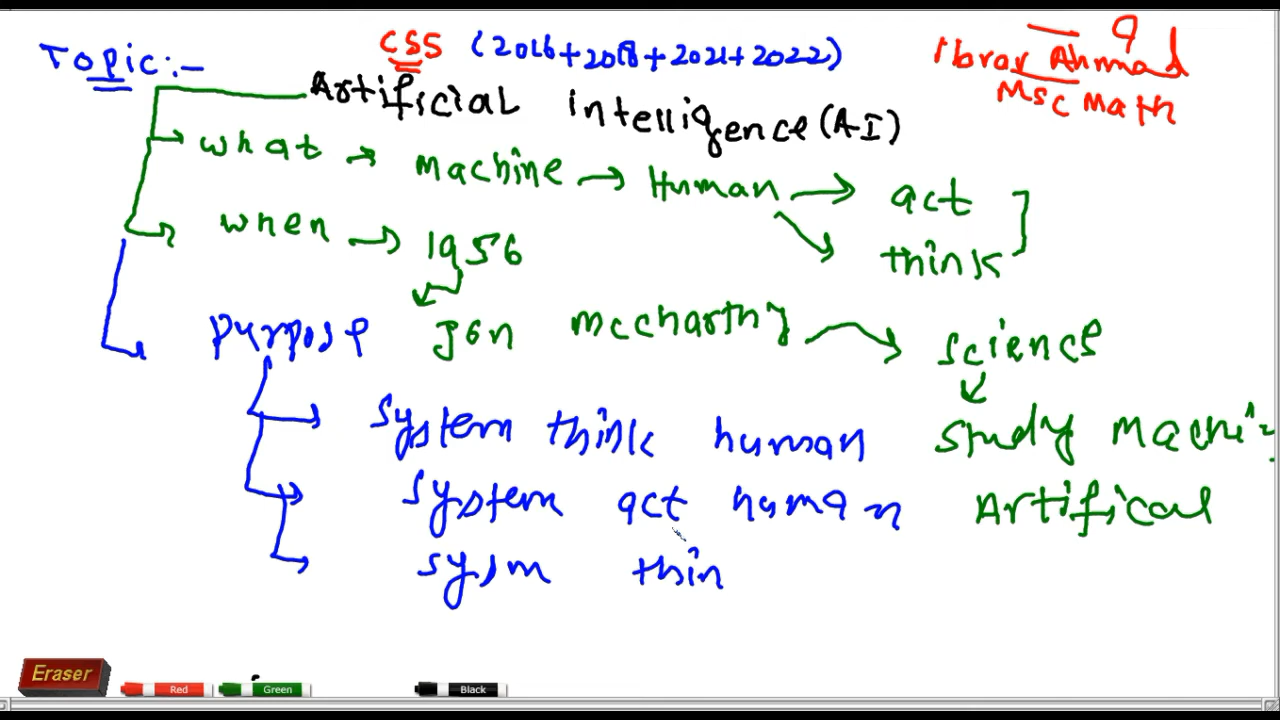 Topic:-
CSS (2016+2018+2021+2022)
Ibrar Ahmad
Msc Math
Artificial intelligence (AI)
what → machine → Human → act
think
when → 1956
purpose Jon mccharthy → science
system think human study machi
system act human Artifical
sysm thin
Eraser Red Green Black